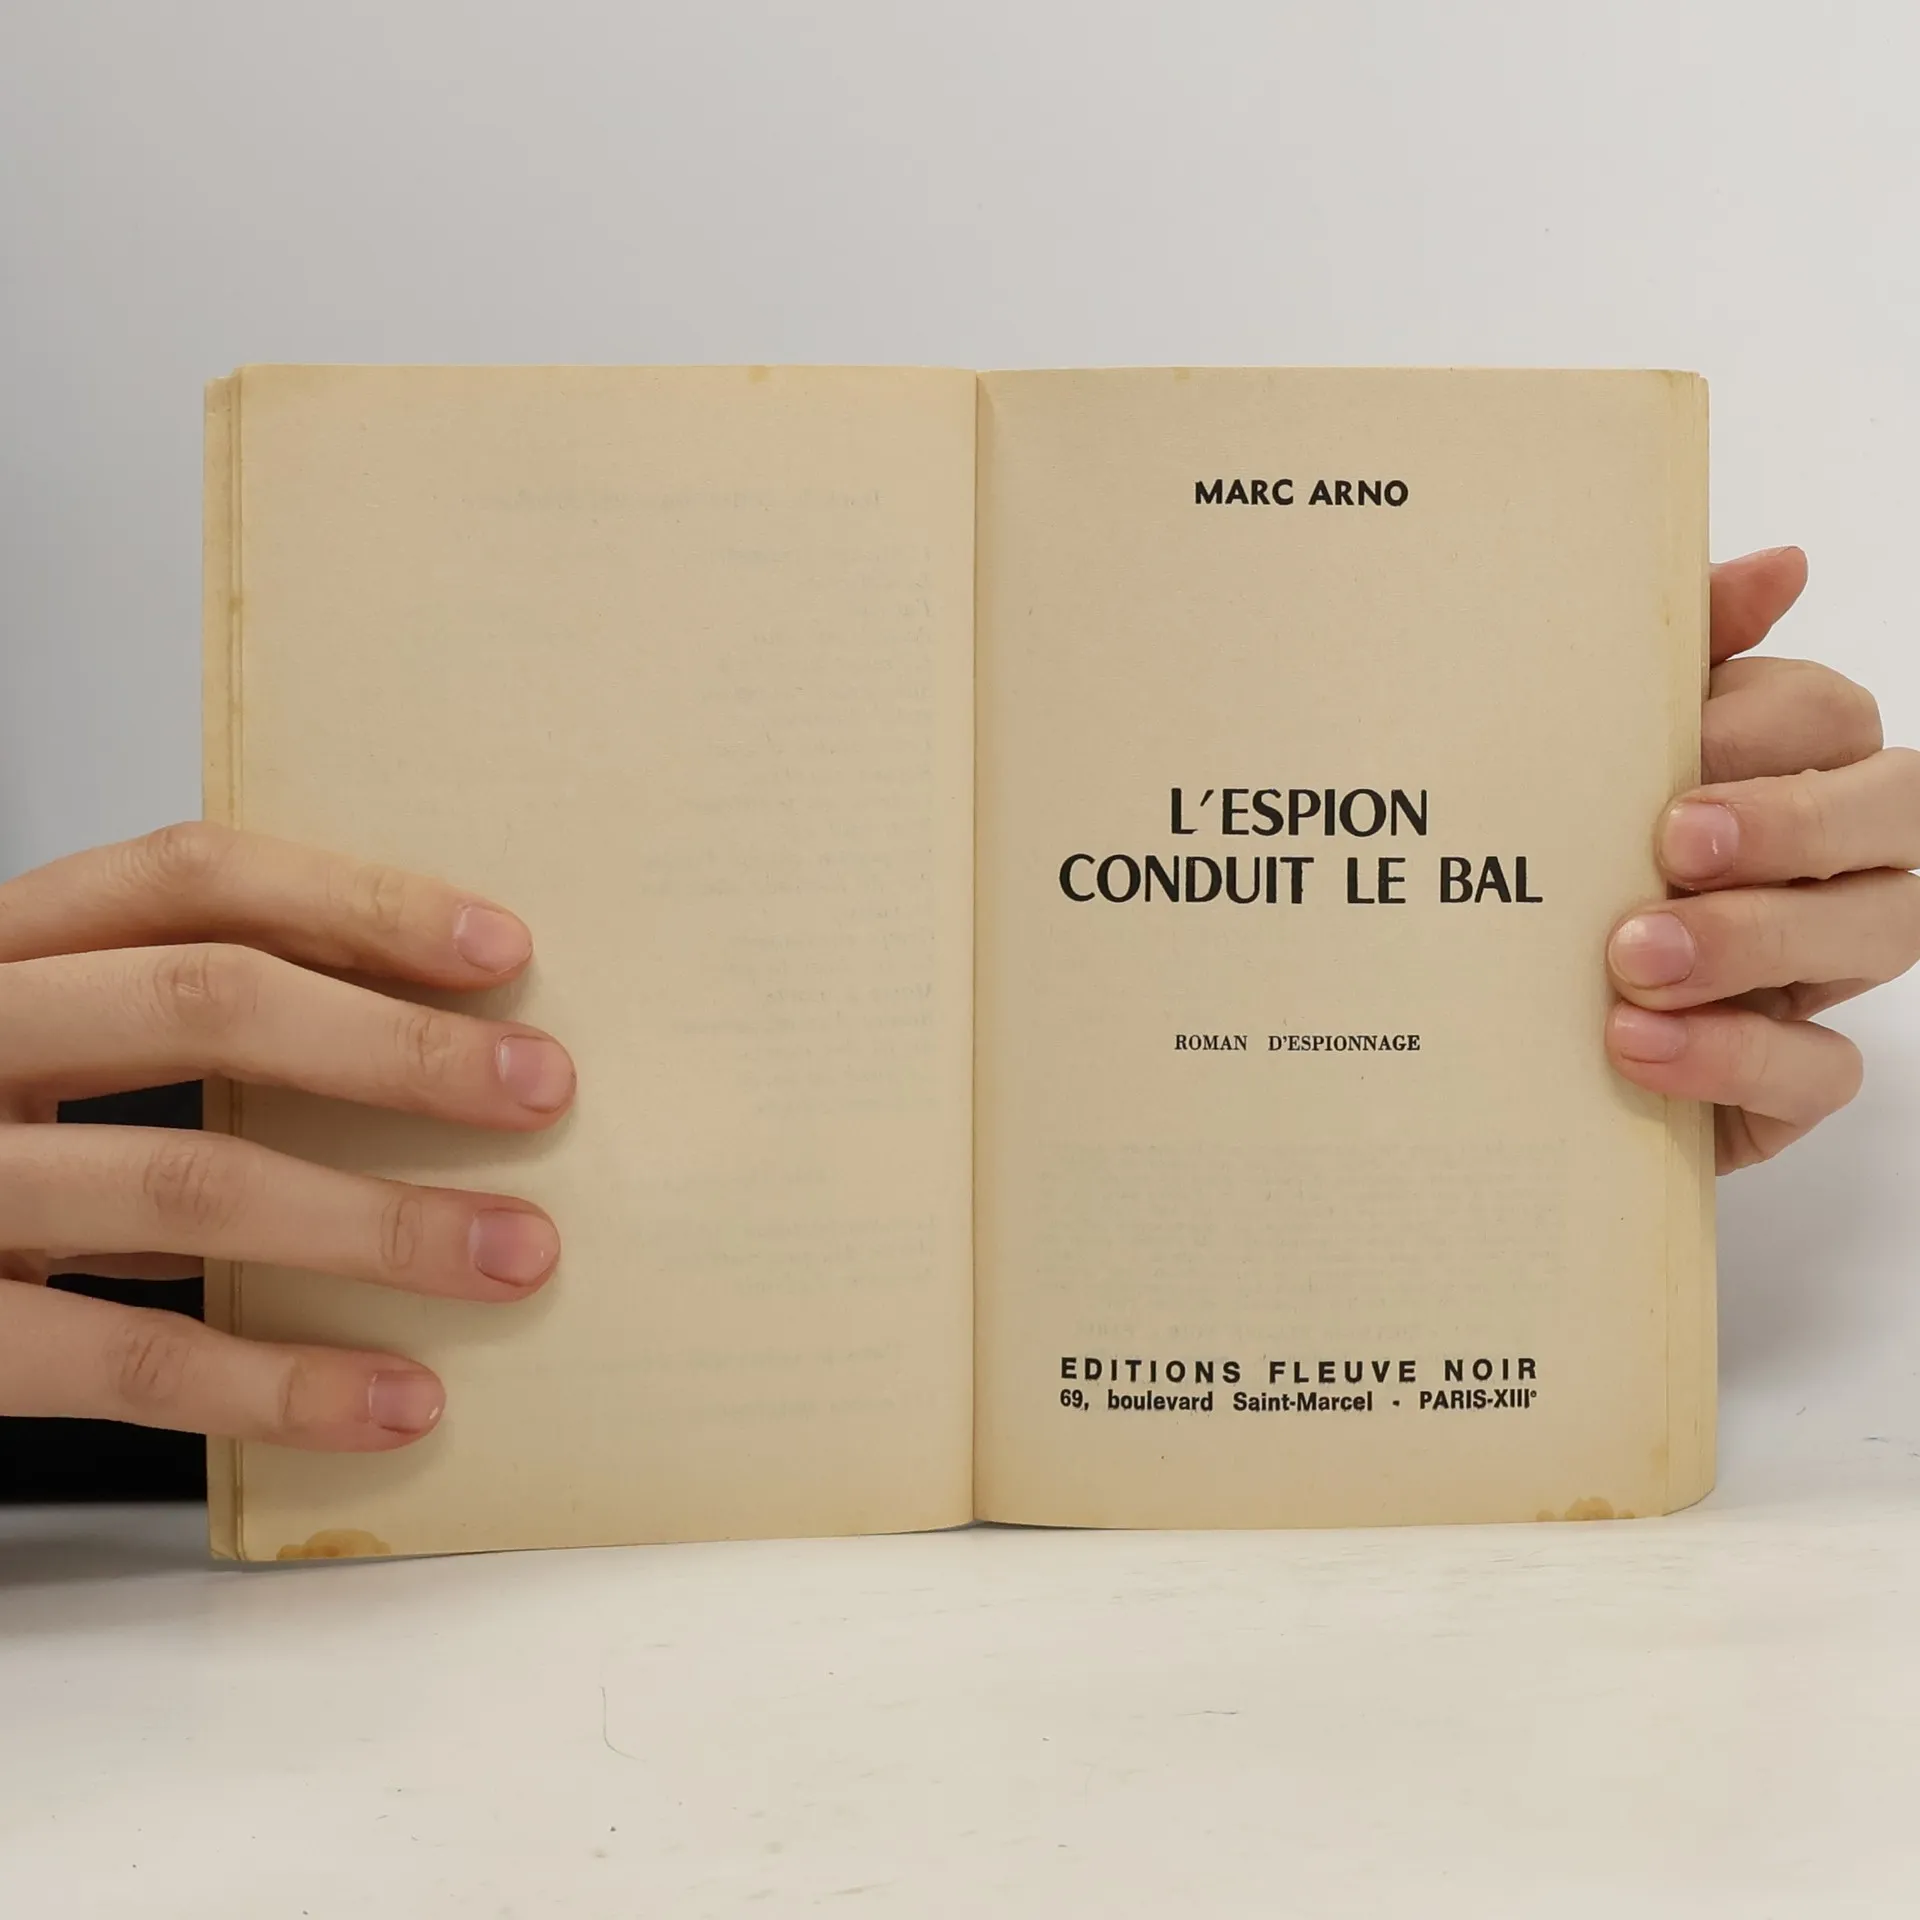 MARC ARNO
L'ESPION
CONDUIT LE BAL
ROMAN D'ESPIONNAGE
EDITIONS FLEUVE NOIR
69, boulevard Saint-Marcel - PARIS-XIIIe